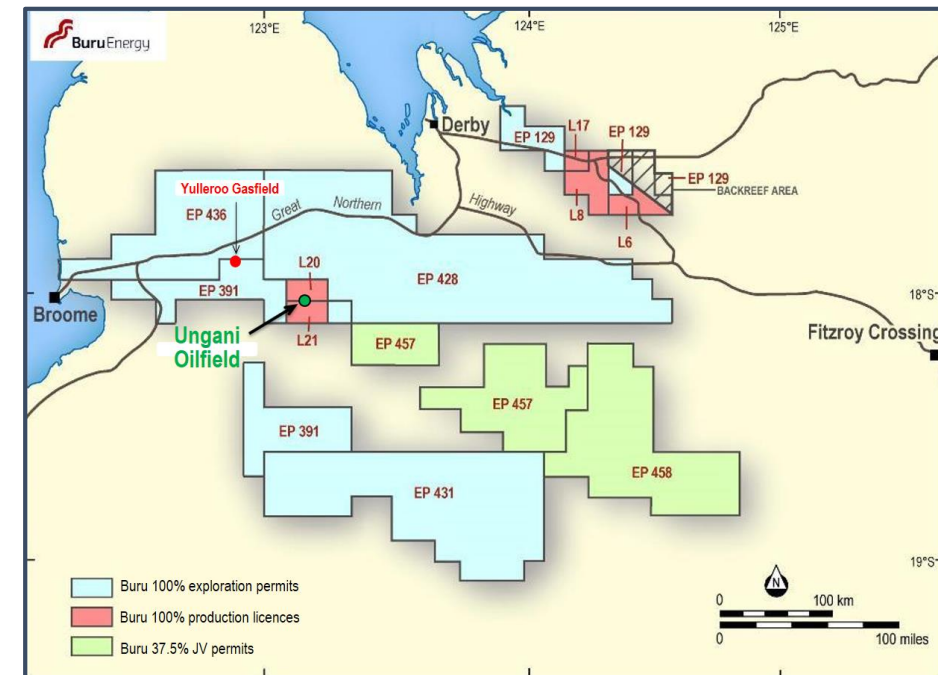 BuruEnergy
123°E
124°E
125°E
Derby
EP 129
L17
EP 129
EP 129
BACKREEF AREA
L8
L6
Yulleroo Gasfield
EP 436
Great
Northern
Highway
L20
EP 428
EP 391
18°S
Broome
Ungani
Oilfield
L21
EP 457
Fitzroy Crossing
EP 457
EP 391
EP 458
EP 431
19°S
Buru 100% exploration permits
Buru 100% production licences
Buru 37.5% JV permits
0 100 km
0 100 miles